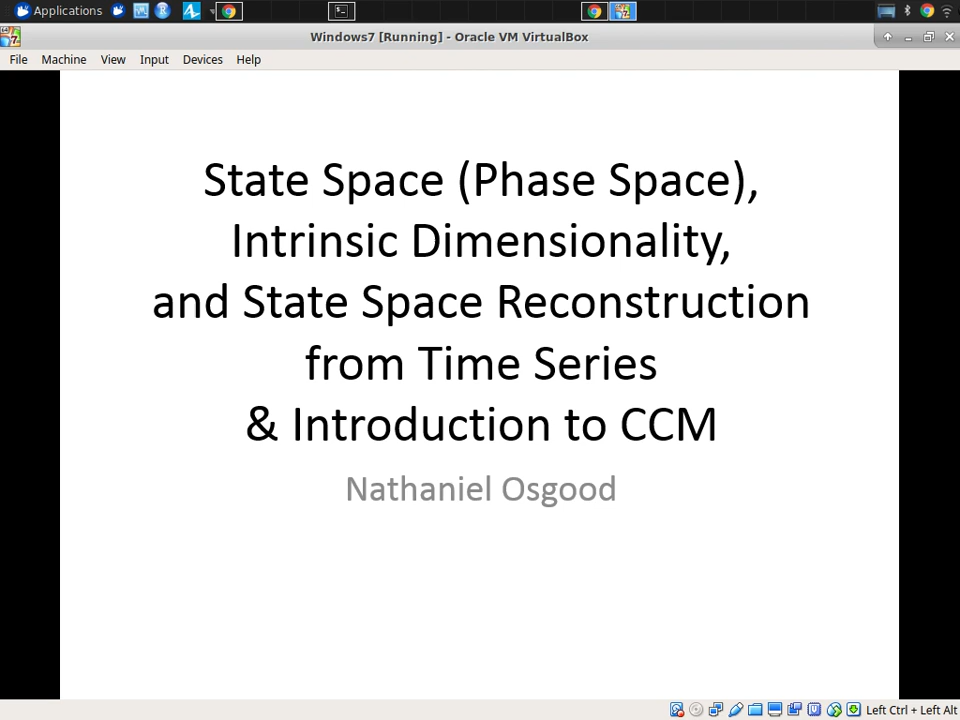 Applications
Windows7 [Running] - Oracle VM VirtualBox
File Machine View Input Devices Help
State Space (Phase Space),
Intrinsic Dimensionality,
and State Space Reconstruction
from Time Series
& Introduction to CCM
Nathaniel Osgood
Left Ctrl + Left Alt